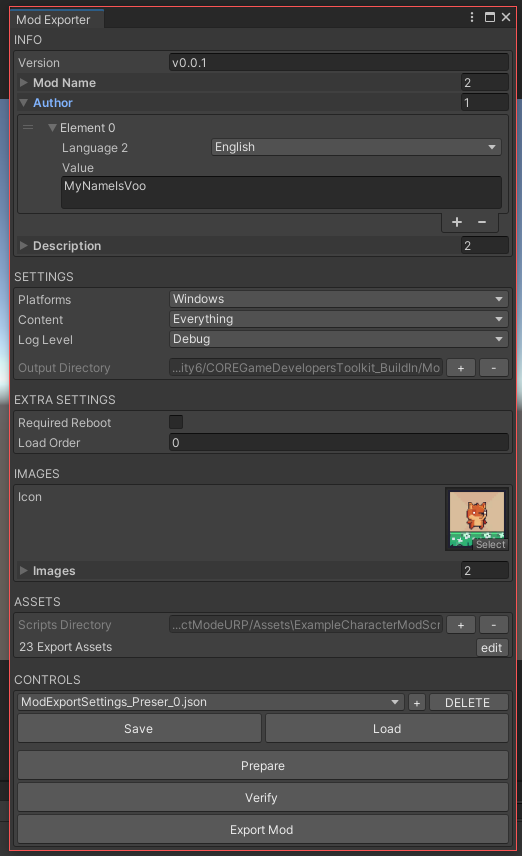 Mod Exporter
INFO
Version v0.0.1
Mod Name 2
Author 1
Element 0
Language 2 English
Value
MyNameIsVoo
Description 2
SETTINGS
Platforms Windows
Content Everything
Log Level Debug
Output Directory ...ity6/COREGameDevelopersToolkit_BuildIn/Mo + -
EXTRA SETTINGS
Required Reboot
Load Order 0
IMAGES
Icon
Select
Images 2
ASSETS
Scripts Directory ...ctModeURP/Assets\ExampleCharacterModScr + -
23 Export Assets edit
CONTROLS
ModExportSettings_Preser_0.json + DELETE
Save Load
Prepare
Verify
Export Mod